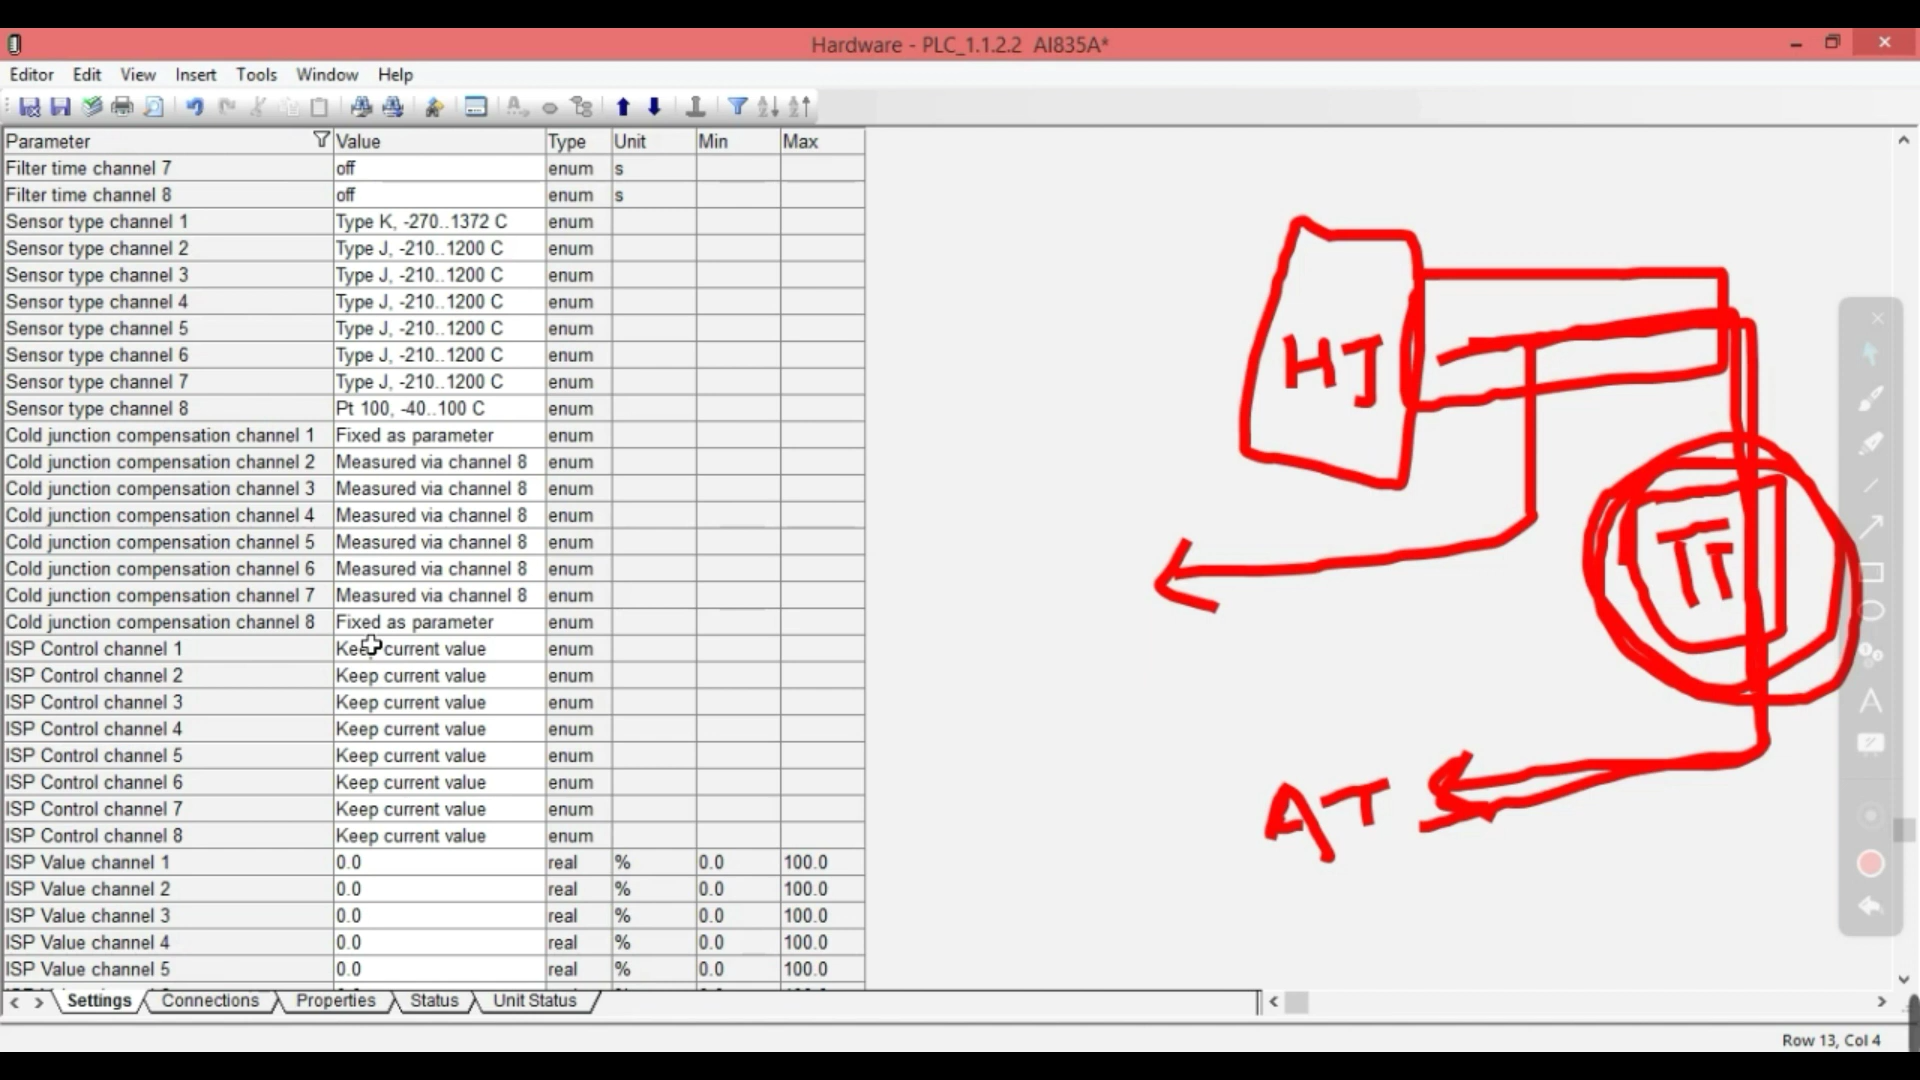 Hardware - PLC_1.1.2.2 AI835A*
Editor Edit View Insert Tools Window Help
Parameter Value Type Unit Min Max
Filter time channel 7 off enum s
Filter time channel 8 off enum s
Sensor type channel 1 Type K, -270..1372 C enum
Sensor type channel 2 Type J, -210..1200 C enum
Sensor type channel 3 Type J, -210..1200 C enum
Sensor type channel 4 Type J, -210..1200 C enum
Sensor type channel 5 Type J, -210..1200 C enum
Sensor type channel 6 Type J, -210..1200 C enum
Sensor type channel 7 Type J, -210..1200 C enum
Sensor type channel 8 Pt 100, -40..100 C enum
Cold junction compensation channel 1 Fixed as parameter enum
Cold junction compensation channel 2 Measured via channel 8 enum
Cold junction compensation channel 3 Measured via channel 8 enum
Cold junction compensation channel 4 Measured via channel 8 enum
Cold junction compensation channel 5 Measured via channel 8 enum
Cold junction compensation channel 6 Measured via channel 8 enum
Cold junction compensation channel 7 Measured via channel 8 enum
Cold junction compensation channel 8 Fixed as parameter enum
ISP Control channel 1 Keep current value enum
ISP Control channel 2 Keep current value enum
ISP Control channel 3 Keep current value enum
ISP Control channel 4 Keep current value enum
ISP Control channel 5 Keep current value enum
ISP Control channel 6 Keep current value enum
ISP Control channel 7 Keep current value enum
ISP Control channel 8 Keep current value enum
ISP Value channel 1 0.0 real % 0.0 100.0
ISP Value channel 2 0.0 real % 0.0 100.0
ISP Value channel 3 0.0 real % 0.0 100.0
ISP Value channel 4 0.0 real % 0.0 100.0
ISP Value channel 5 0.0 real % 0.0 100.0
Settings Connections Properties Status Unit Status
Row 13, Col 4
HJ
AT